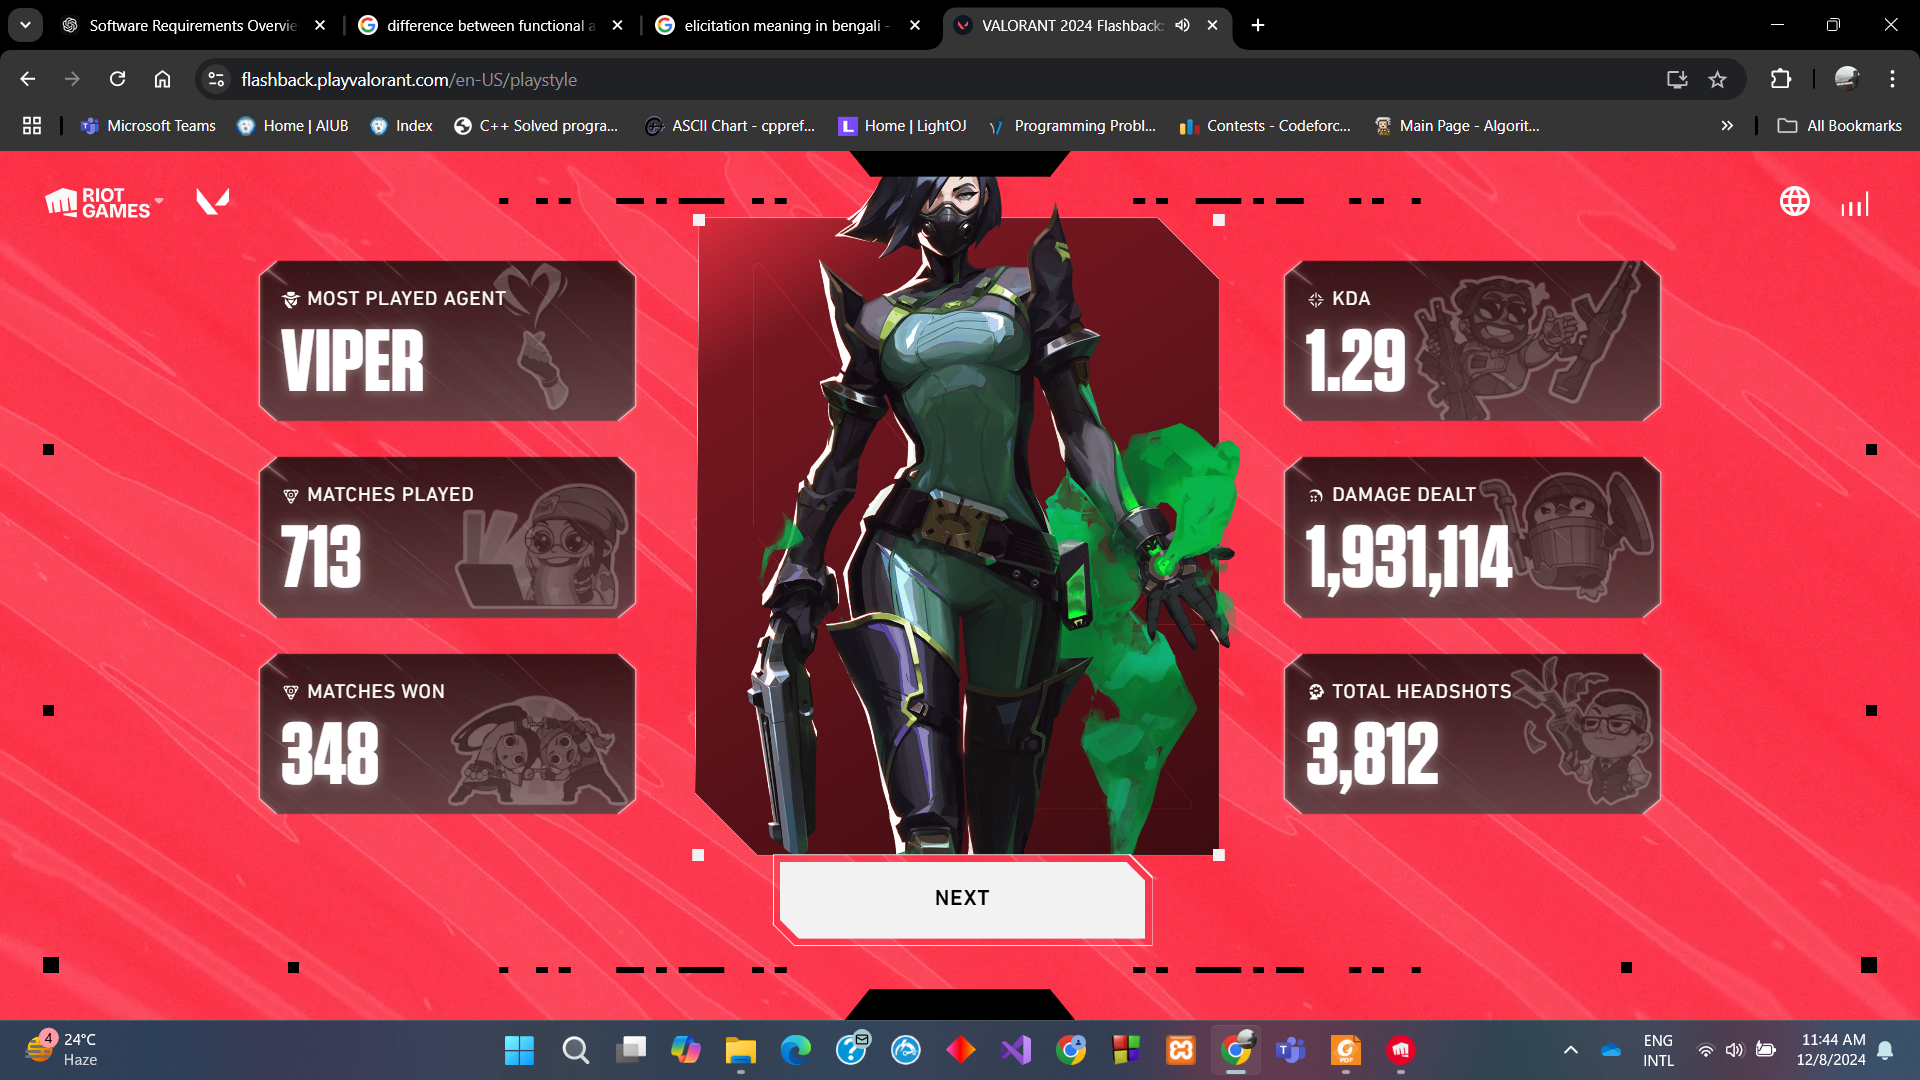 Software Requirements Overvie
difference between functional a
elicitation meaning in bengali -
VALORANT 2024 Flashback:
flashback.playvalorant.com/en-US/playstyle
Microsoft Teams
Home | AIUB
Index
C++ Solved progra...
ASCII Chart - cppref...
Home | LightOJ
Programming Probl...
Contests - Codeforc...
Main Page - Algorit...
All Bookmarks
RIOT
GAMES
MOST PLAYED AGENT
VIPER
MATCHES PLAYED
713
MATCHES WON
348
KDA
1.29
DAMAGE DEALT
1,931,114
TOTAL HEADSHOTS
3,812
NEXT
4
24°C
Haze
ENG
INTL
11:44 AM
12/8/2024